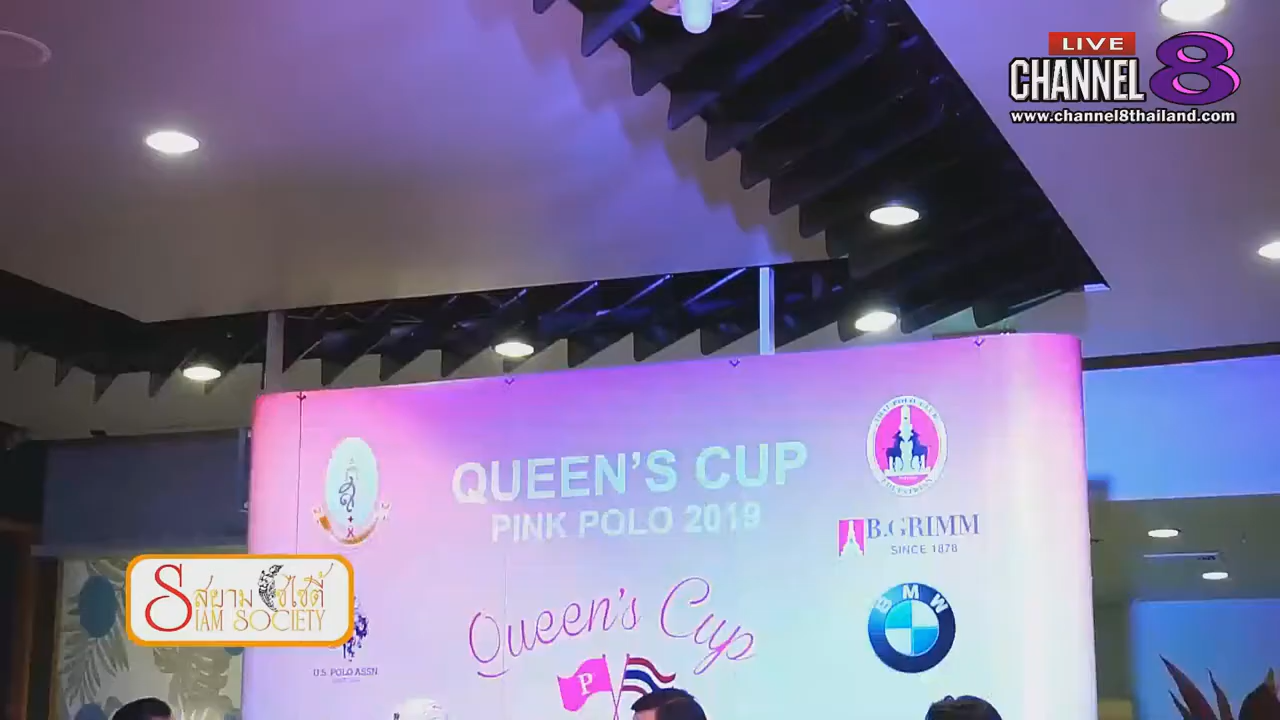 LIVE
CHANNEL 8
www.channel8thailand.com
QUEEN'S CUP
PINK POLO 2019
B.GRIMM
SINCE 1878
BMW
Queen's Cup
P
U.S. POLO ASSN
สยามโซไซตี้
SIAM SOCIETY